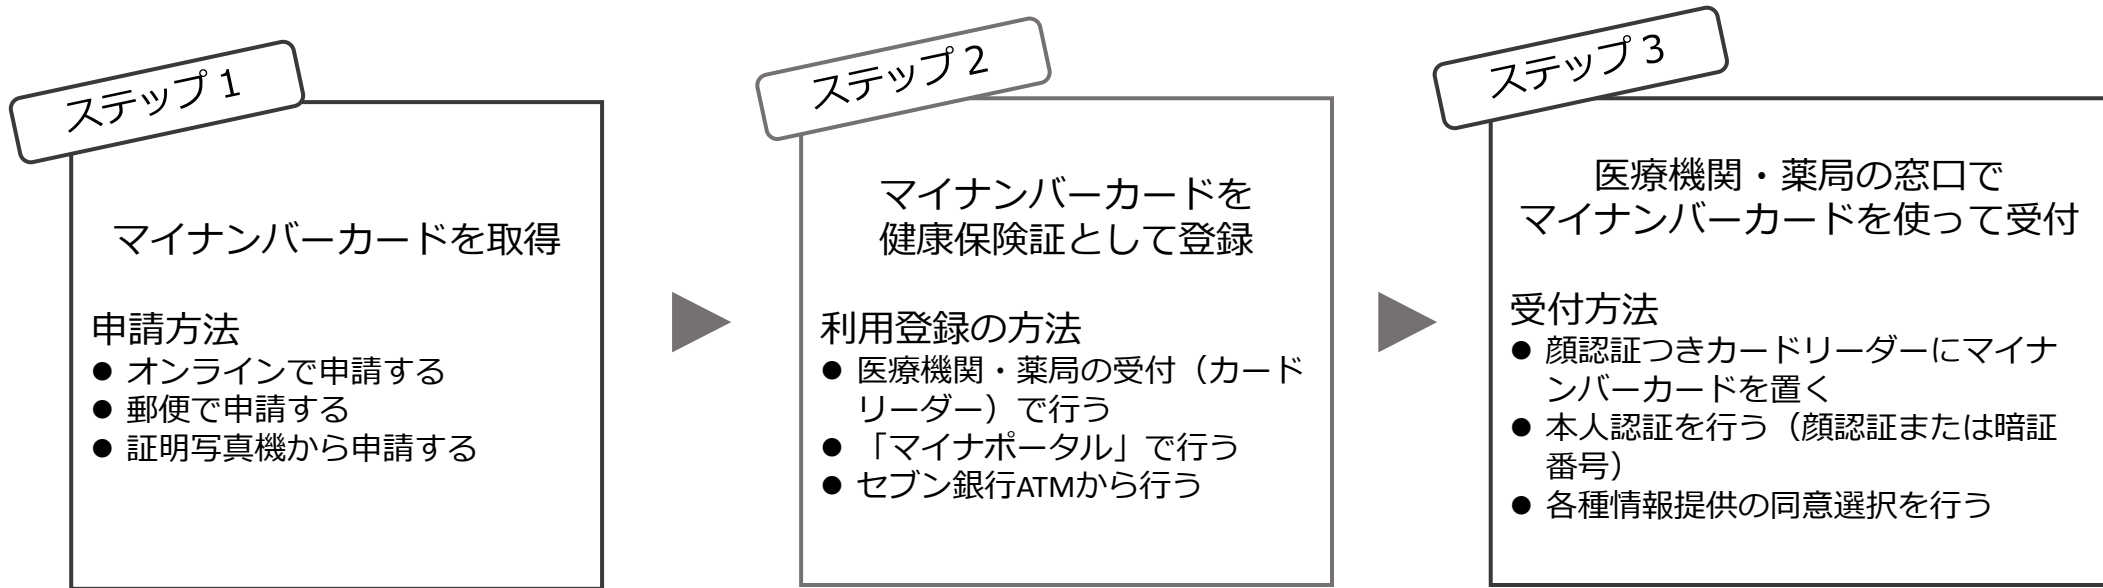 ステップ1
マイナンバーカードを取得
申請方法
● オンラインで申請する
● 郵便で申請する
● 証明写真機から申請する
ステップ2
マイナンバーカードを
健康保険証として登録
利用登録の方法
● 医療機関・薬局の受付（カード
リーダー）で行う
● 「マイナポータル」で行う
● セブン銀行ATMから行う
ステップ3
医療機関・薬局の窓口で
マイナンバーカードを使って受付
受付方法
● 顔認証つきカードリーダーにマイナ
ンバーカードを置く
● 本人認証を行う（顔認証または暗証
番号）
● 各種情報提供の同意選択を行う